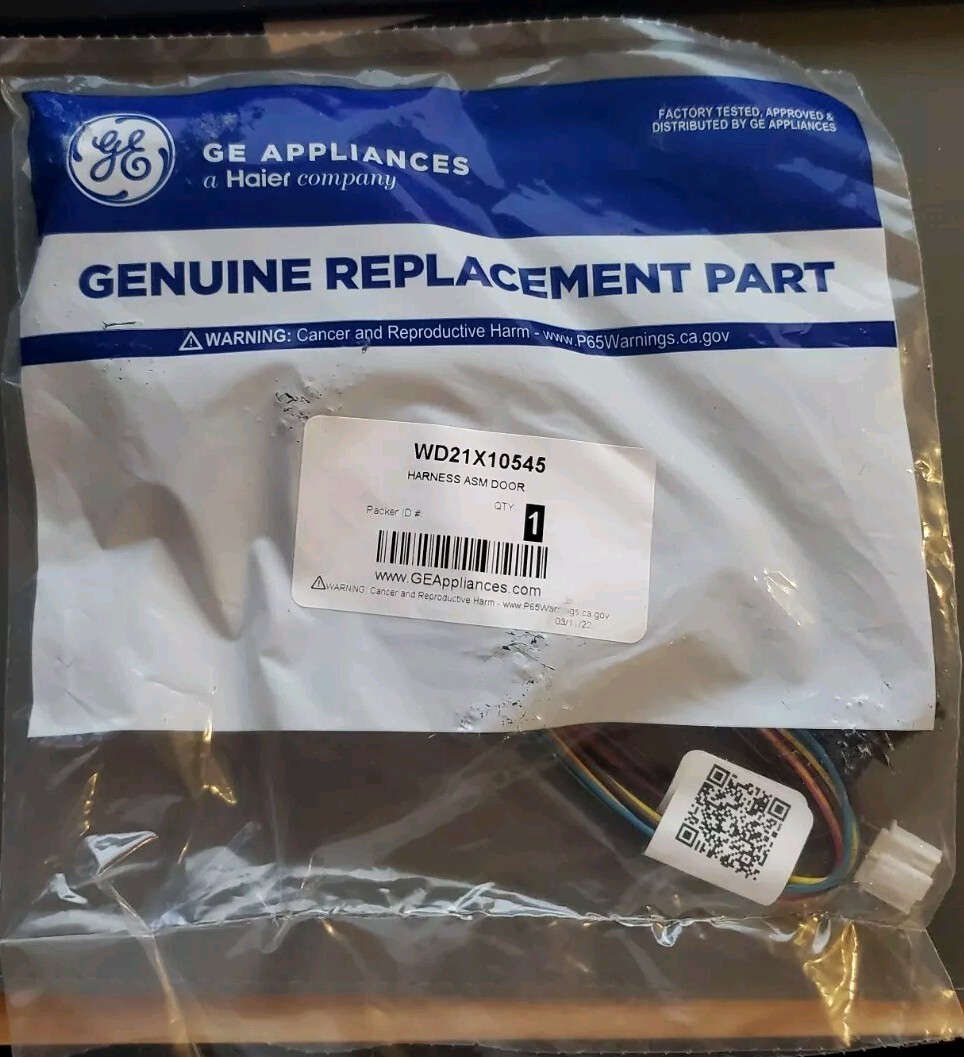 GE
GE APPLIANCES
a Haier company
FACTORY TESTED, APPROVED &
DISTRIBUTED BY GE APPLIANCES
GENUINE REPLACEMENT PART
WARNING: Cancer and Reproductive Harm - www.P65Warnings.ca.gov
WD21X10545
HARNESS ASM DOOR
QTY
Packer ID #:
1
www.GEAppliances.com
WARNING: Cancer and Reproductive Harm - www.P65Warnings.ca.gov